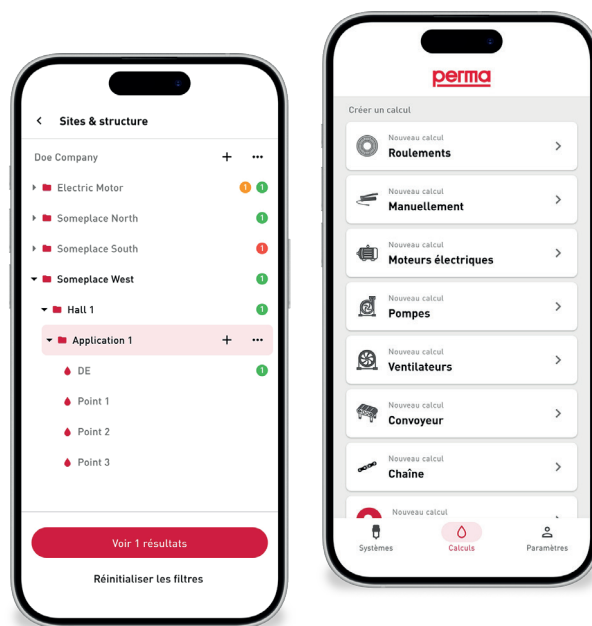 Sites & structure
Doe Company
Electric Motor 1 1
Someplace North 1
Someplace South 1
Someplace West 1
Hall 1 1
Application 1
DE 1
Point 1
Point 2
Point 3
Voir 1 résultats
Réinitialiser les filtres
perma
Créer un calcul
Nouveau calcul
Roulements
Nouveau calcul
Manuellement
Nouveau calcul
Moteurs électriques
Nouveau calcul
Pompes
Nouveau calcul
Ventilateurs
Nouveau calcul
Convoyeur
Nouveau calcul
Chaîne
Nouveau calcul
Systèmes Calculs Paramètres